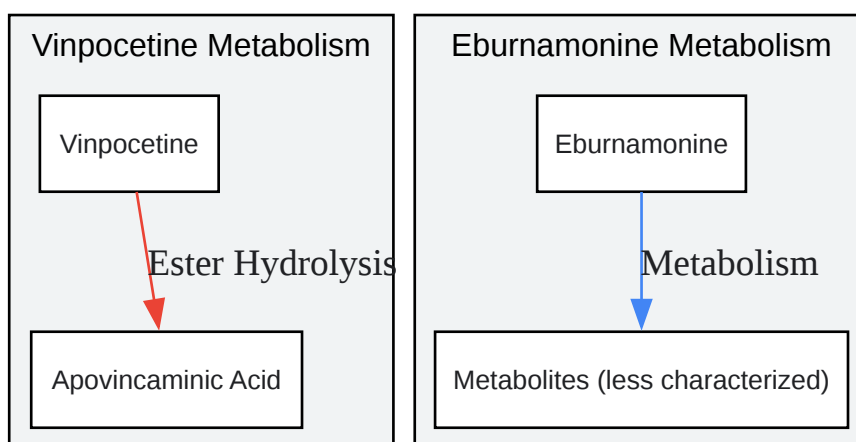 Vinpocetine Metabolism
Vinpocetine
Ester Hydrolysis
Apovincaminic Acid
Eburnamonine Metabolism
Eburnamonine
Metabolism
Metabolites (less characterized)